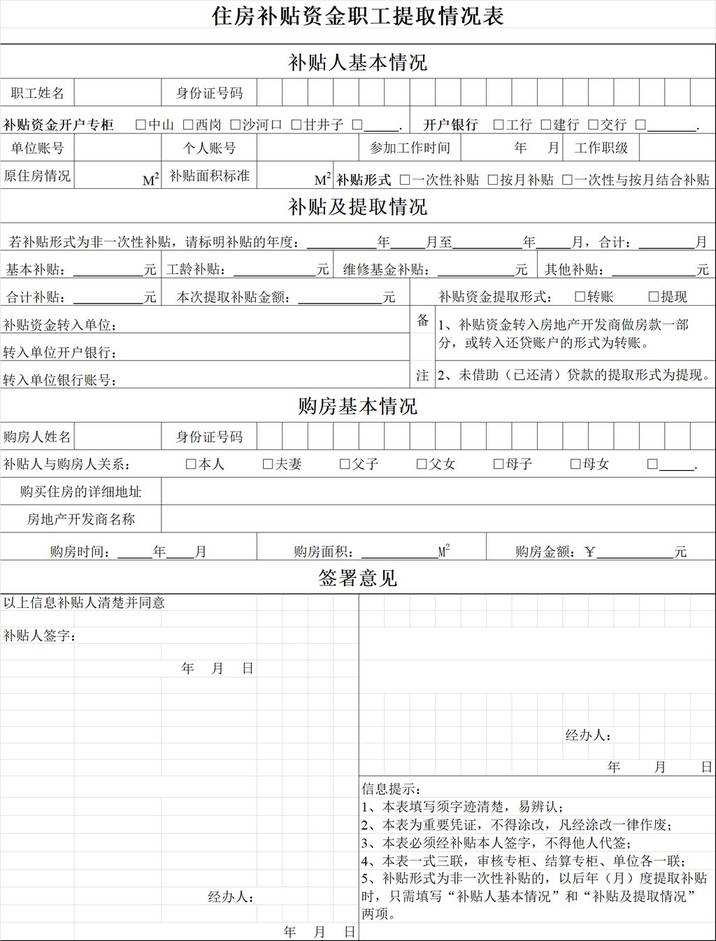 住房补贴资金职工提取情况表
补贴人基本情况
职工姓名 身份证号码
补贴资金开户专柜 □中山 □西岗 □沙河口 □甘井子 □_____. 开户银行 □工行 □建行 □交行 □_______.
单位账号 个人账号 参加工作时间 年 月 工作职级
原住房情况 M² 补贴面积标准 M² 补贴形式 □一次性补贴 □按月补贴 □一次性与按月结合补贴
补贴及提取情况
若补贴形式为非一次性补贴，请标明补贴的年度：__________年_____月至__________年_____月，合计：________月
基本补贴：__________元 工龄补贴：__________元 维修基金补贴：___________元 其他补贴：__________元
合计补贴：__________元 本次提取补贴金额：____________元 补贴资金提取形式： □转账 □提现
补贴资金转入单位：
转入单位开户银行：
转入单位银行账号：
备
注
1、补贴资金转入房地产开发商做房款一部
分，或转入还贷账户的形式为转账。
2、未借助（已还清）贷款的提取形式为提现。
购房基本情况
购房人姓名 身份证号码
补贴人与购房人关系： □本人 □夫妻 □父子 □父女 □母子 □母女 □_____.
购买住房的详细地址
房地产开发商名称
购房时间：_____年____月 购房面积：___________M² 购房金额：￥___________元
签署意见
以上信息补贴人清楚并同意
补贴人签字：
年 月 日
经办人：
年 月 日
经办人：
年 月 日
信息提示：
1、本表填写须字迹清楚，易辨认；
2、本表为重要凭证，不得涂改，凡经涂改一律作废；
3、本表必须经补贴本人签字，不得他人代签；
4、本表一式三联，审核专柜、结算专柜、单位各一联；
5、补贴形式为非一次性补贴的，以后年（月）度提取补贴
时，只需填写“补贴人基本情况”和“补贴及提取情况”
两项。